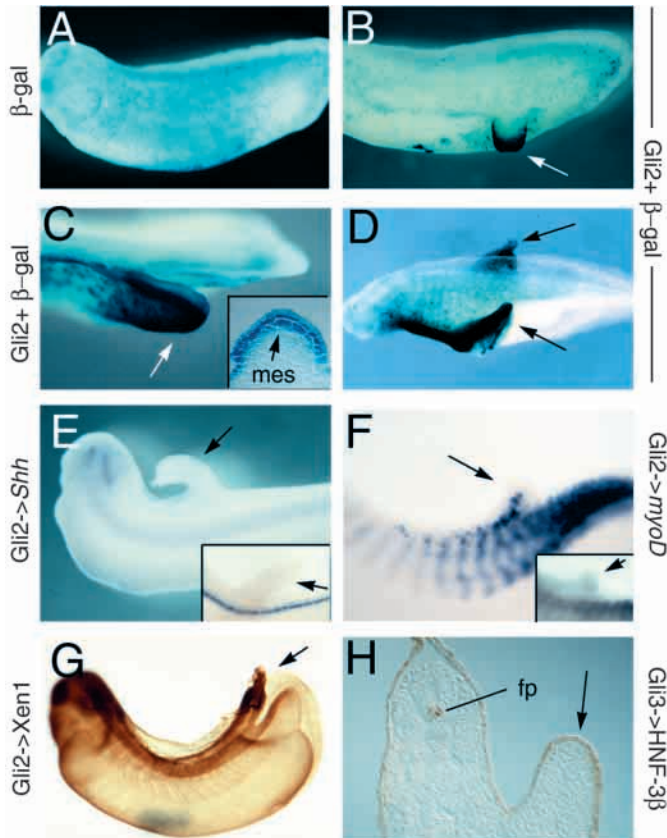 A
B
β-gal
C
D
Gli2+ β-gal
mes
Gli2+ β-gal
E
F
Gli2->Shh
Gli2->myoD
G
H
Gli2->Xen1
fp
Gli3->HNF-3β